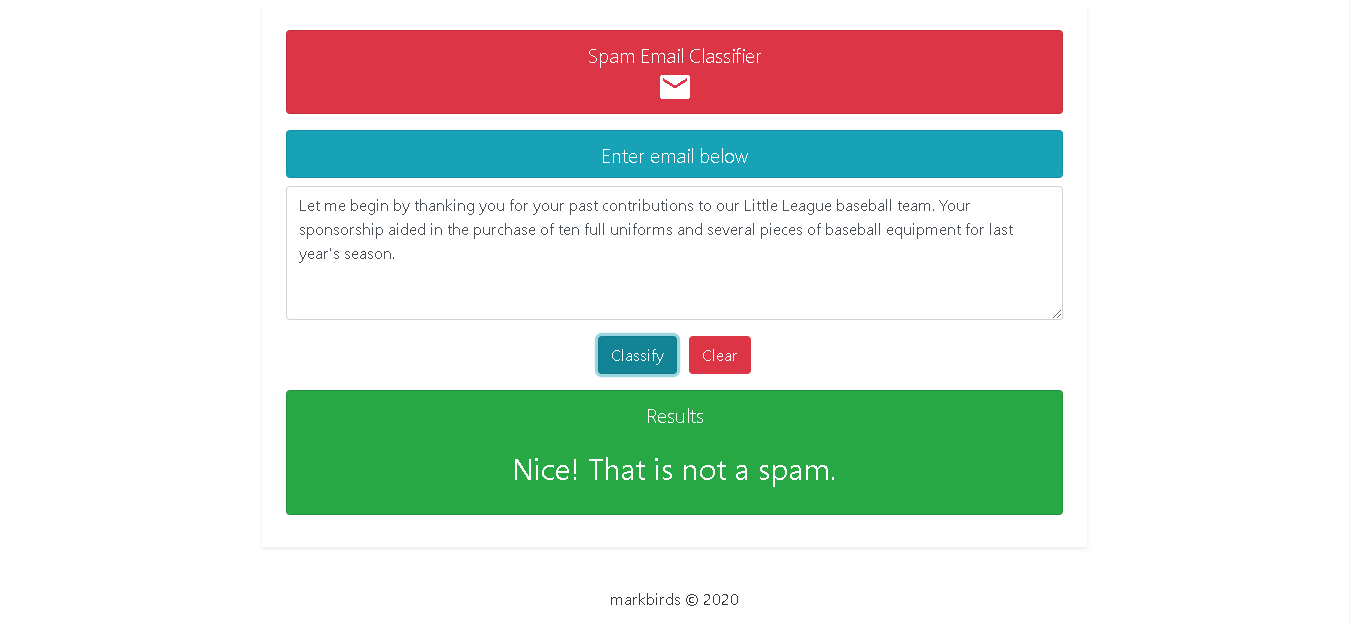 Spam Email Classifier
Enter email below
Let me begin by thanking you for your past contributions to our Little League baseball team. Your
sponsorship aided in the purchase of ten full uniforms and several pieces of baseball equipment for last
year's season.
Classify Clear
Results
Nice! That is not a spam.
markbirds © 2020